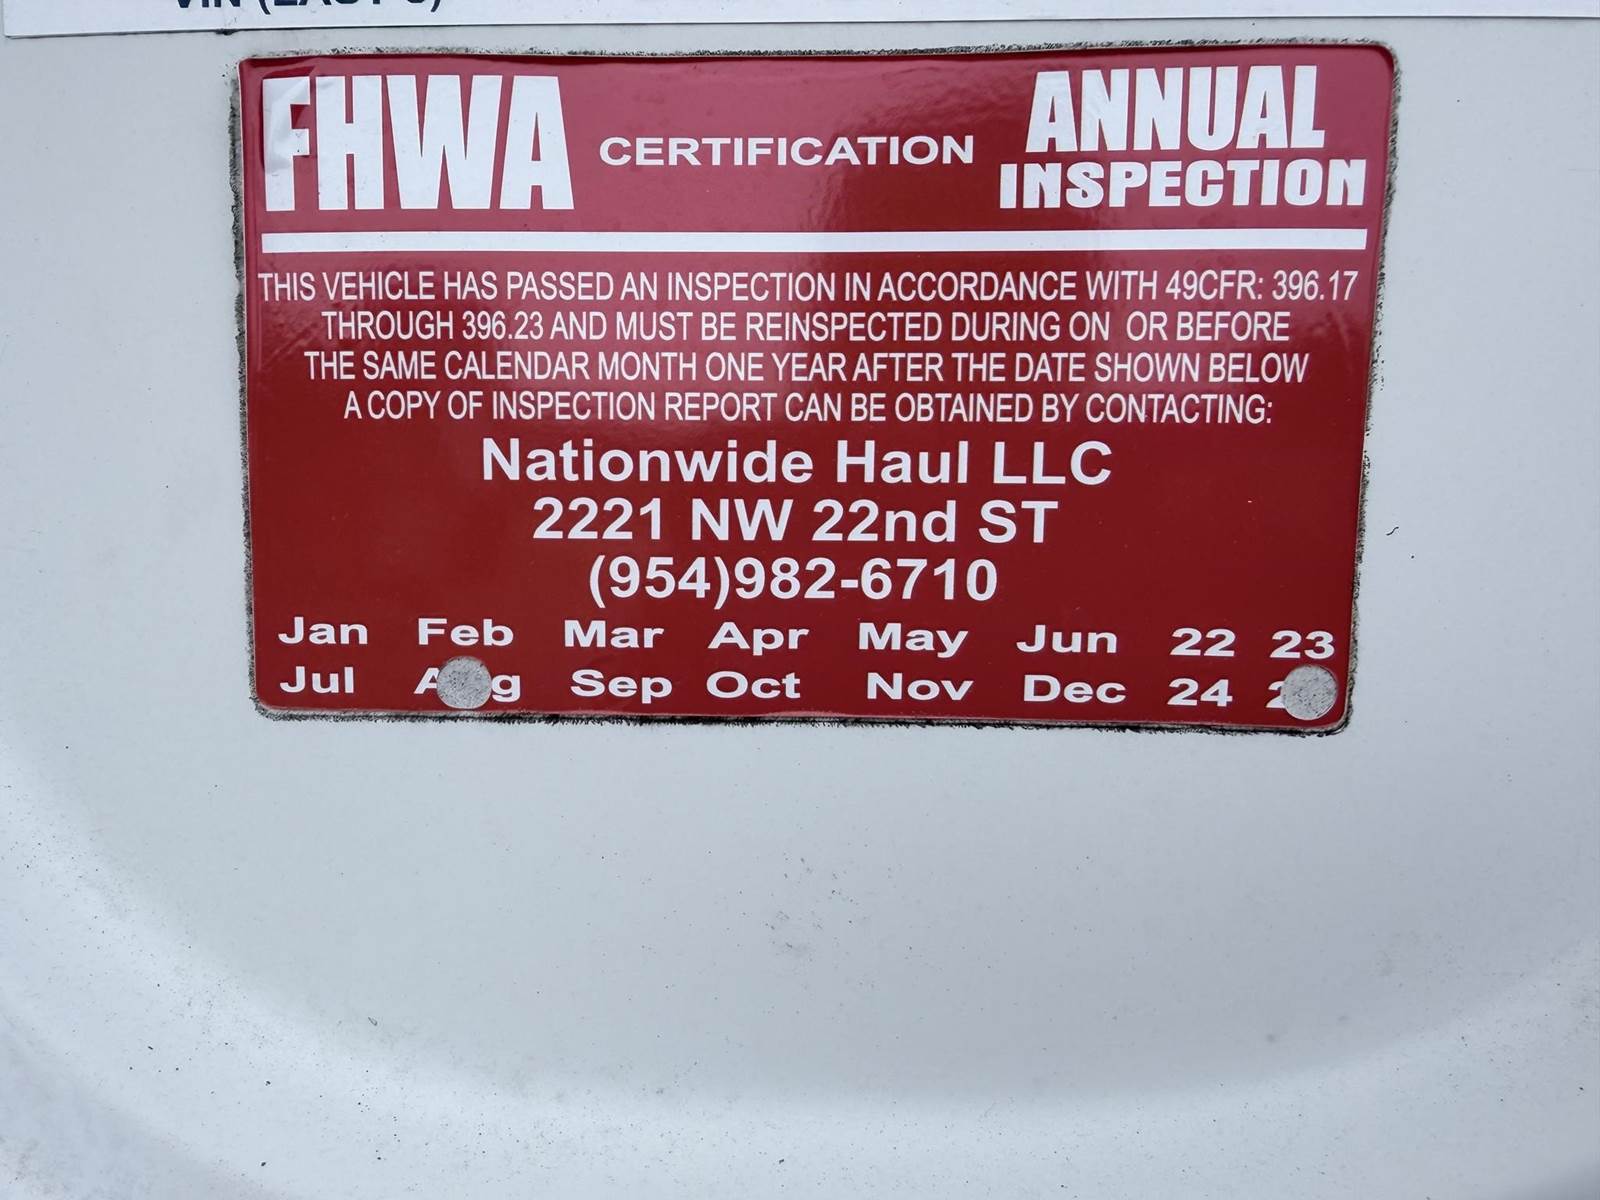 FHWA CERTIFICATION ANNUAL INSPECTION
THIS VEHICLE HAS PASSED AN INSPECTION IN ACCORDANCE WITH 49CFR: 396.17
THROUGH 396.23 AND MUST BE REINSPECTED DURING ON OR BEFORE
THE SAME CALENDAR MONTH ONE YEAR AFTER THE DATE SHOWN BELOW
A COPY OF INSPECTION REPORT CAN BE OBTAINED BY CONTACTING:
Nationwide Haul LLC
2221 NW 22nd ST
(954)982-6710
Jan Feb Mar Apr May Jun 22 23
Jul Aug Sep Oct Nov Dec 24